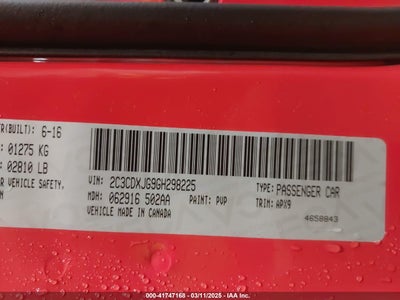 R(BUILT): 6-16
: 01275 KG
: 02810 LB
R VEHICLE SAFETY,
N
VIN: 2C3CDXJG9GH298225
TYPE: PASSENGER CAR
MDH: 062916 502AA
PAINT: PVP
TRIM: APX9
VEHICLE MADE IN CANADA
4658843
000-41747168 - 03/11/2025 - IAA, Inc.